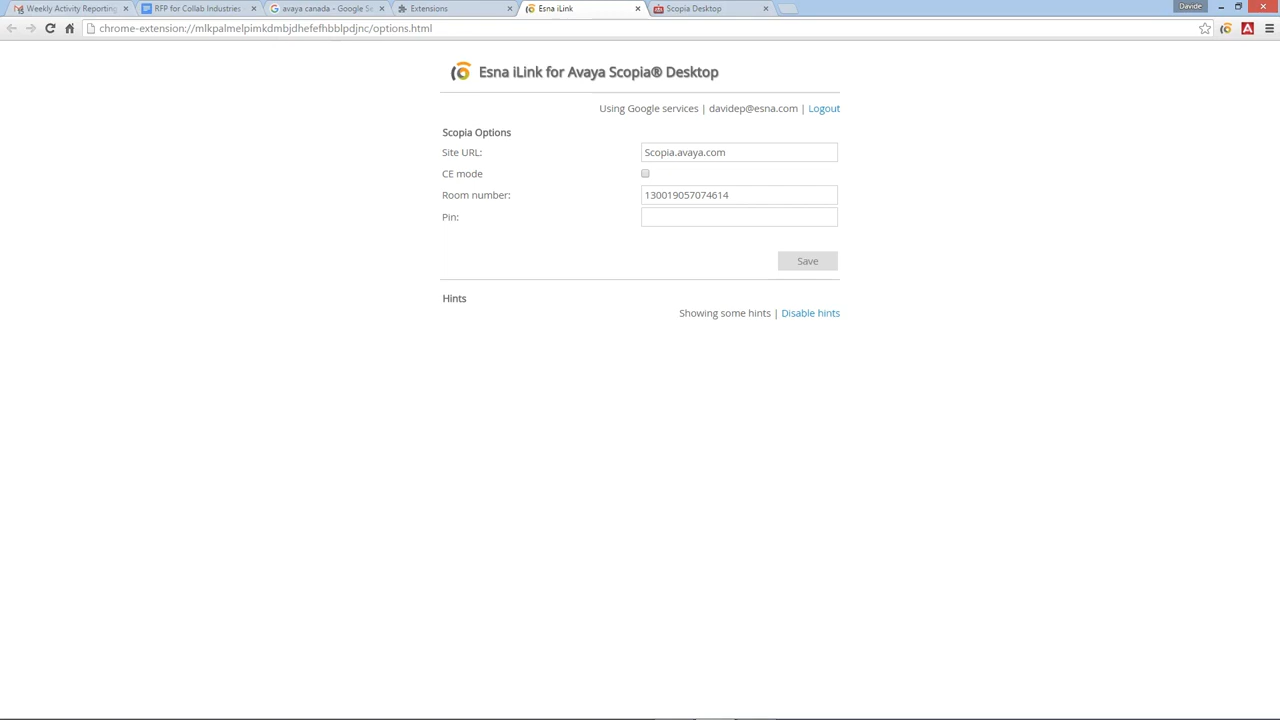 Weekly Activity Reporting
RFP for Collab Industries
avaya canada - Google Se
Extensions
Esna iLink
Scopia Desktop
Davide
chrome-extension://mlkpalmelpimkdmbjdhefefhbblpdjnc/options.html
Esna iLink for Avaya Scopia® Desktop
Using Google services | davidep@esna.com | Logout
Scopia Options
Site URL: Scopia.avaya.com
CE mode
Room number: 130019057074614
Pin:
Save
Hints
Showing some hints | Disable hints